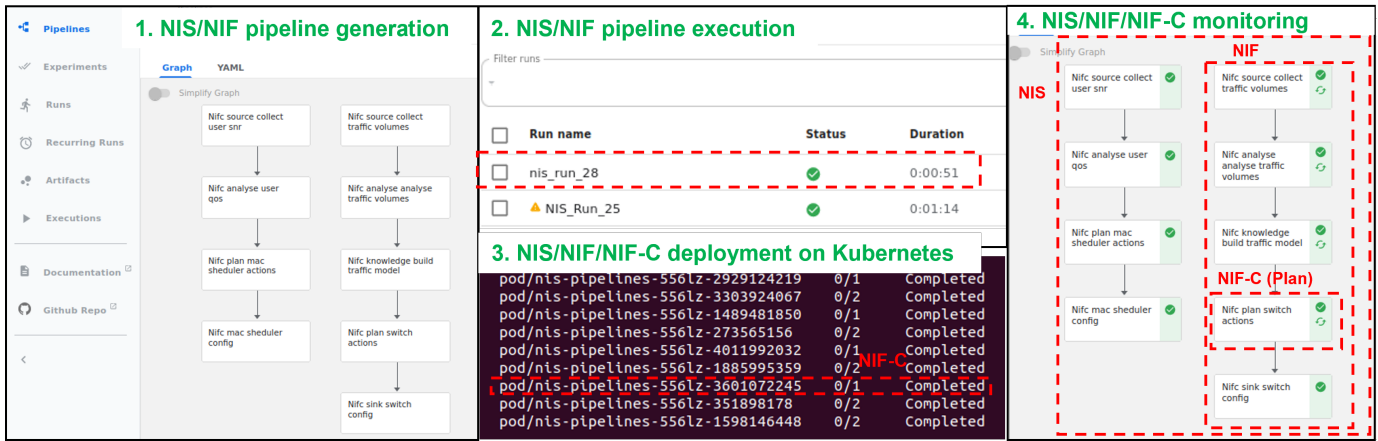 Pipelines
Experiments
Runs
Recurring Runs
Artifacts
Executions
Documentation
Github Repo
1. NIS/NIF pipeline generation
Graph YAML
Simplify Graph
Nifc source collect
user snr
Nifc analyse user
qos
Nifc plan mac
sheduler actions
Nifc mac sheduler
config
Nifc source collect
traffic volumes
Nifc analyse analyse
traffic volumes
Nifc knowledge build
traffic model
Nifc plan switch
actions
Nifc sink switch
config
2. NIS/NIF pipeline execution
Filter runs
Run name Status Duration
nis_run_28 0:00:51
NIS_Run_25 0:01:14
3. NIS/NIF/NIF-C deployment on Kubernetes
pod/nis-pipelines-556lz-2929124219 0/1 Completed
pod/nis-pipelines-556lz-3303924067 0/2 Completed
pod/nis-pipelines-556lz-1489481850 0/1 Completed
pod/nis-pipelines-556lz-273565156 0/2 Completed
pod/nis-pipelines-556lz-4011992032 0/1 Completed
pod/nis-pipelines-556lz-1885995359 0/2 Completed
NIF-C
pod/nis-pipelines-556lz-3601072245 0/1 Completed
pod/nis-pipelines-556lz-351898178 0/2 Completed
pod/nis-pipelines-556lz-1598146448 0/2 Completed
4. NIS/NIF/NIF-C monitoring
Simplify Graph
NIS
NIF
Nifc source collect
user snr
Nifc analyse user
qos
Nifc plan mac
sheduler actions
Nifc mac sheduler
config
Nifc source collect
traffic volumes
Nifc analyse
analyse traffic
volumes
Nifc knowledge
build traffic model
NIF-C (Plan)
Nifc plan switch
actions
Nifc sink switch
config